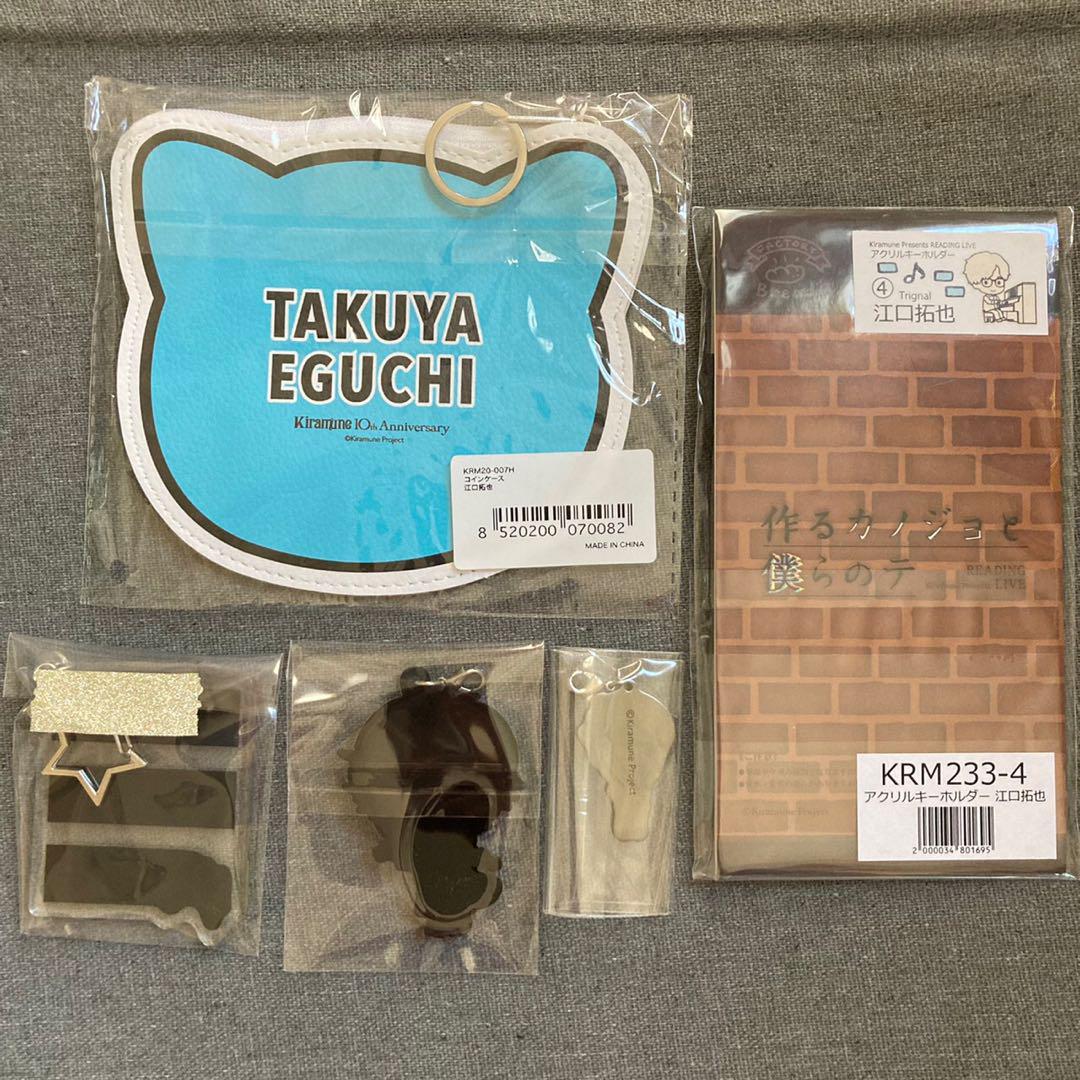 TAKUYA
EGUCHI
Kiramune 10th Anniversary
©Kiramune Project
KRM20-007H
コインケース
江口拓也
8 520200 070082
MADE IN CHINA
FACTORY
Bread
Kiramune Presents READING LIVE
アクリルキーホルダー
④ Trignal
江口拓也
作るカノジョと
僕らのテ
READING
LIVE
©Kiramune Project
KRM233-4
アクリルキーホルダー 江口拓也
2 000034 801695
©Kiramune Project